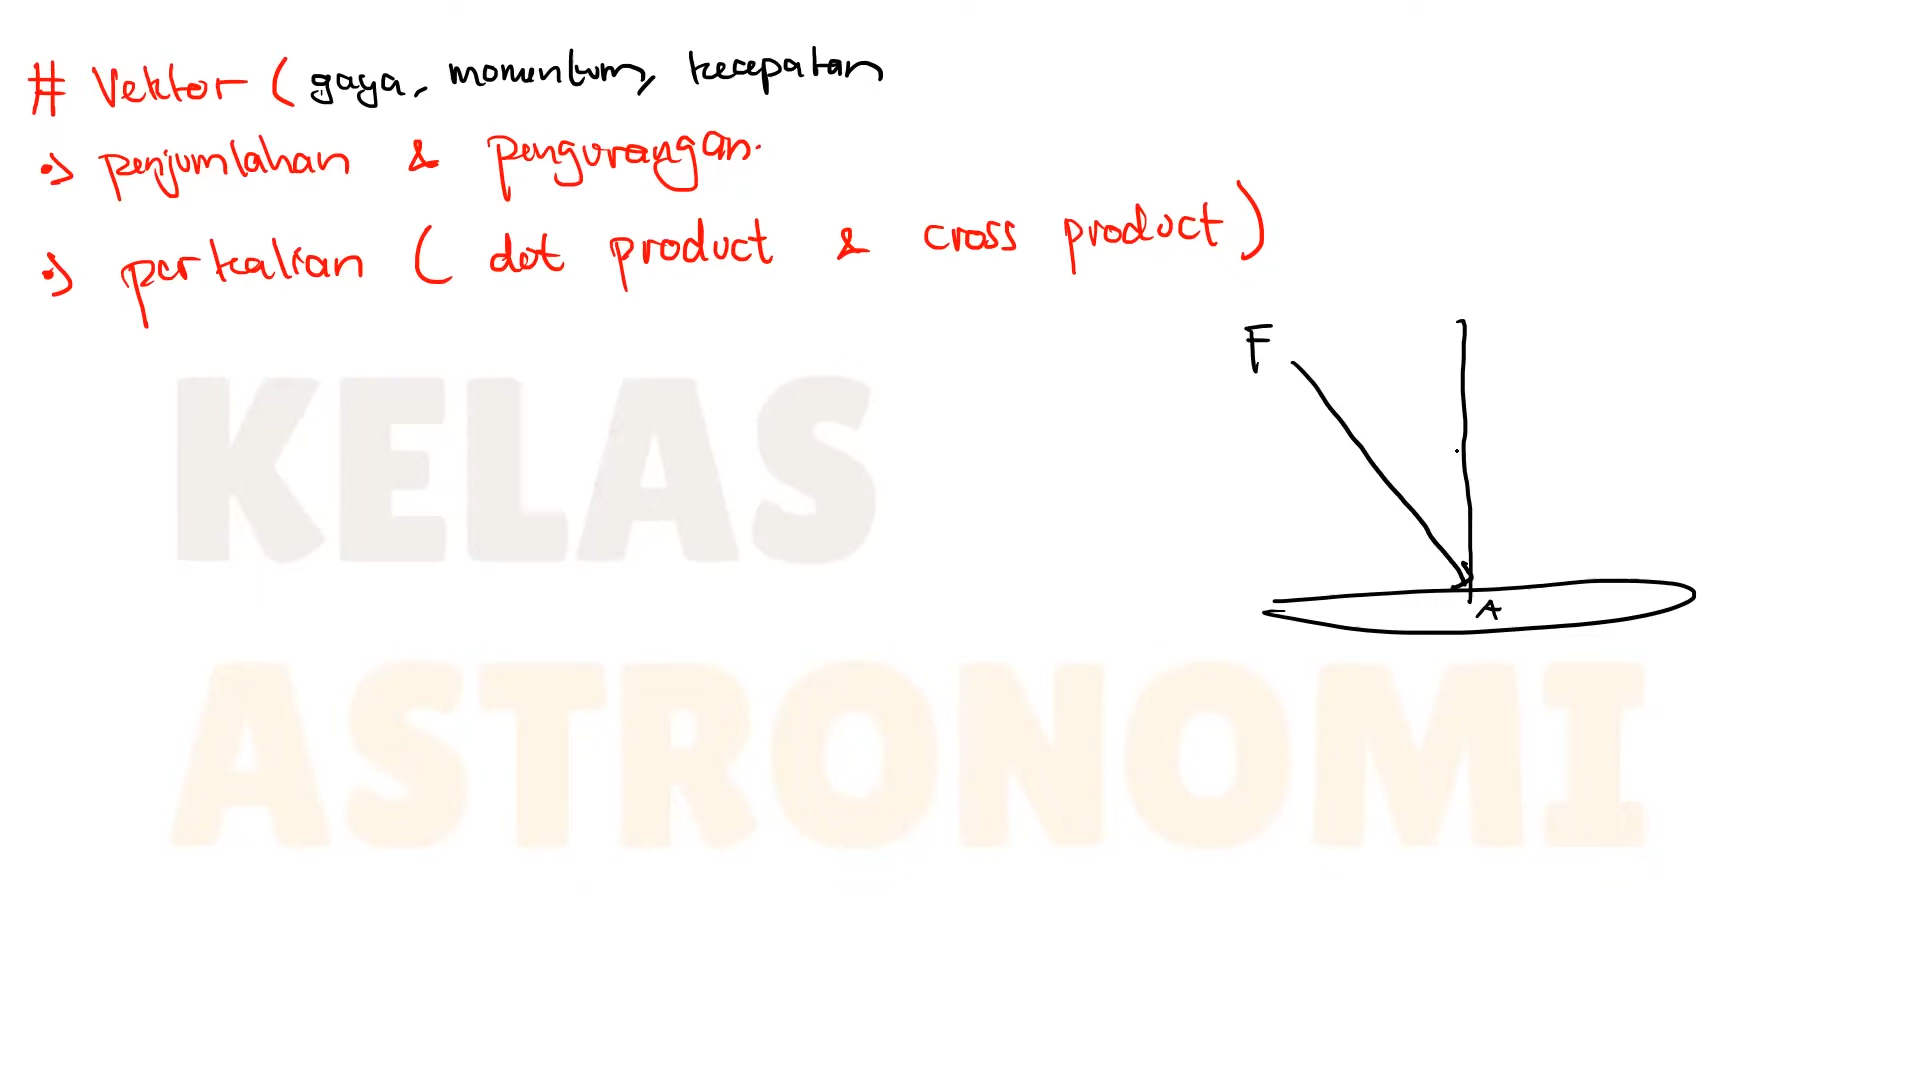 # Vektor ( gaya, momentum, kecepatan
→ penjumlahan & pengurangan.
→ perkalian ( dot product & cross product )
F
A
KELAS
ASTRONOMI